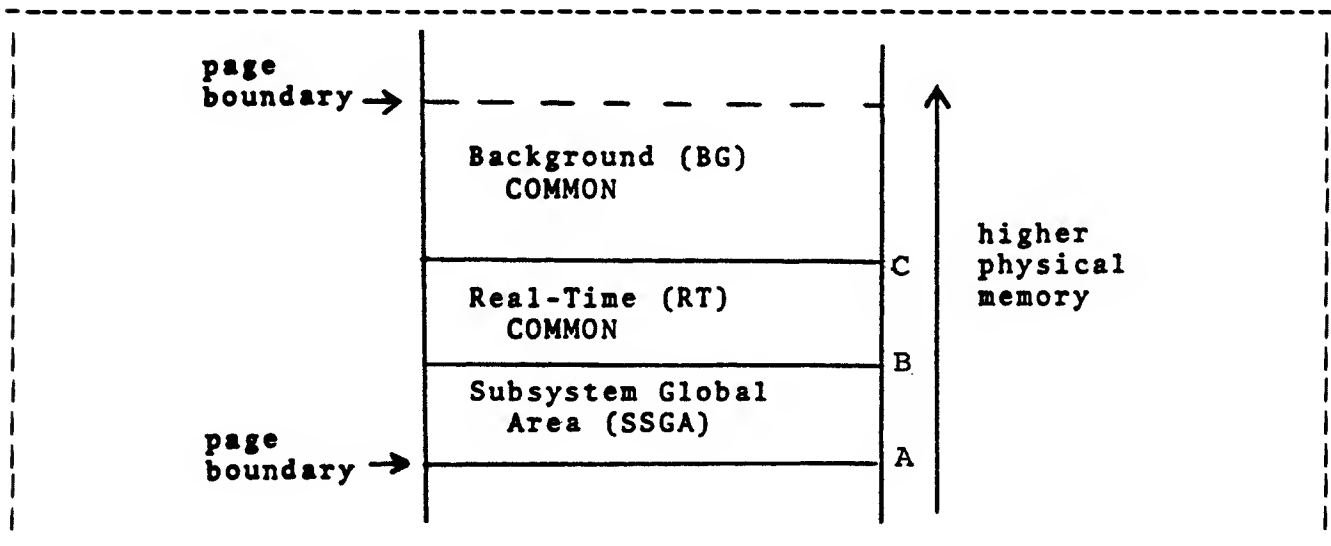 page
boundary
Background (BG)
COMMON
C
higher
physical
memory
Real-Time (RT)
COMMON
B
Subsystem Global
Area (SSGA)
page
boundary
A